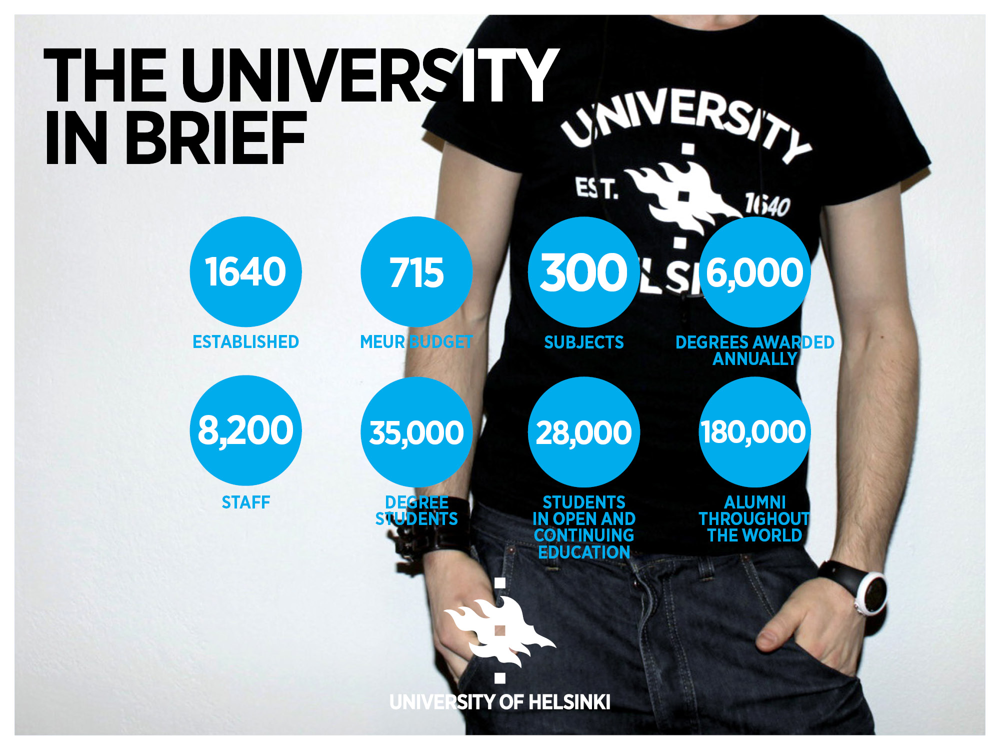 THE UNIVERSITY
IN BRIEF
UNIVERSITY
EST.
1640
1640
ESTABLISHED
715
MEUR BUDGET
300
SUBJECTS
6,000
DEGREES AWARDED
ANNUALLY
8,200
STAFF
35,000
DEGREE
STUDENTS
28,000
STUDENTS
IN OPEN AND
CONTINUING
EDUCATION
180,000
ALUMNI
THROUGHOUT
THE WORLD
UNIVERSITY OF HELSINKI